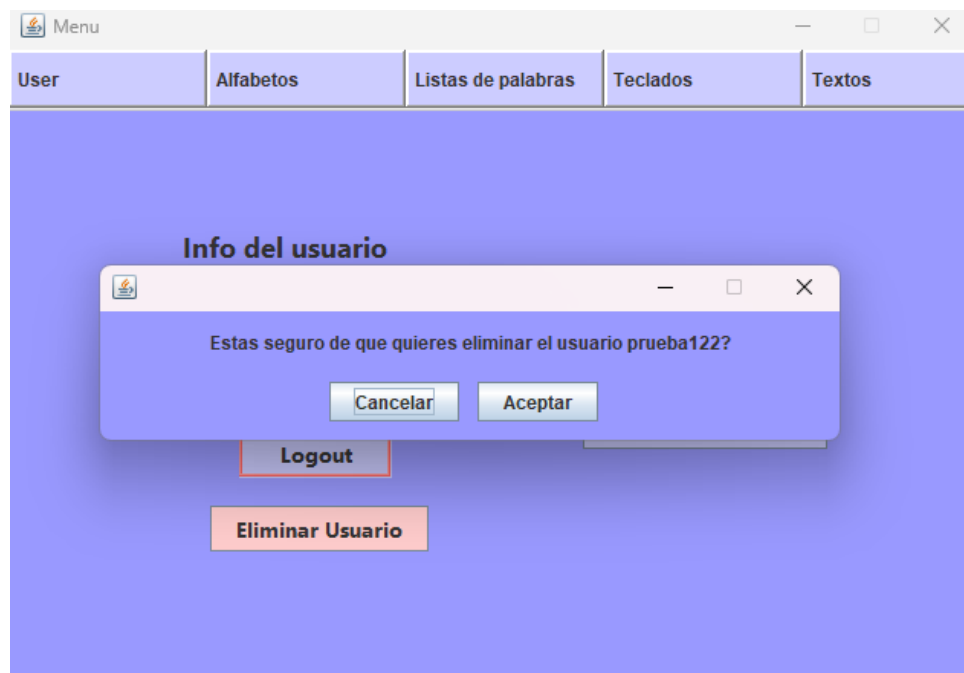 Menu
User Alfabetos Listas de palabras Teclados Textos
Info del usuario
Estas seguro de que quieres eliminar el usuario prueba122?
Cancelar Aceptar
Logout
Eliminar Usuario